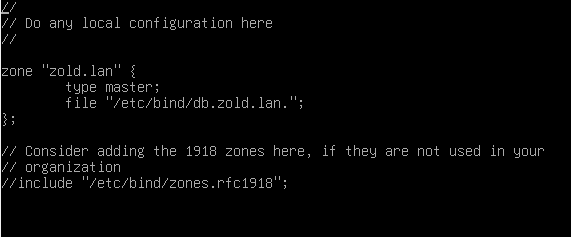 //
// Do any local configuration here
//
zone "zold.lan" {
type master;
file "/etc/bind/db.zold.lan.";
};
// Consider adding the 1918 zones here, if they are not used in your
// organization
//include "/etc/bind/zones.rfc1918";